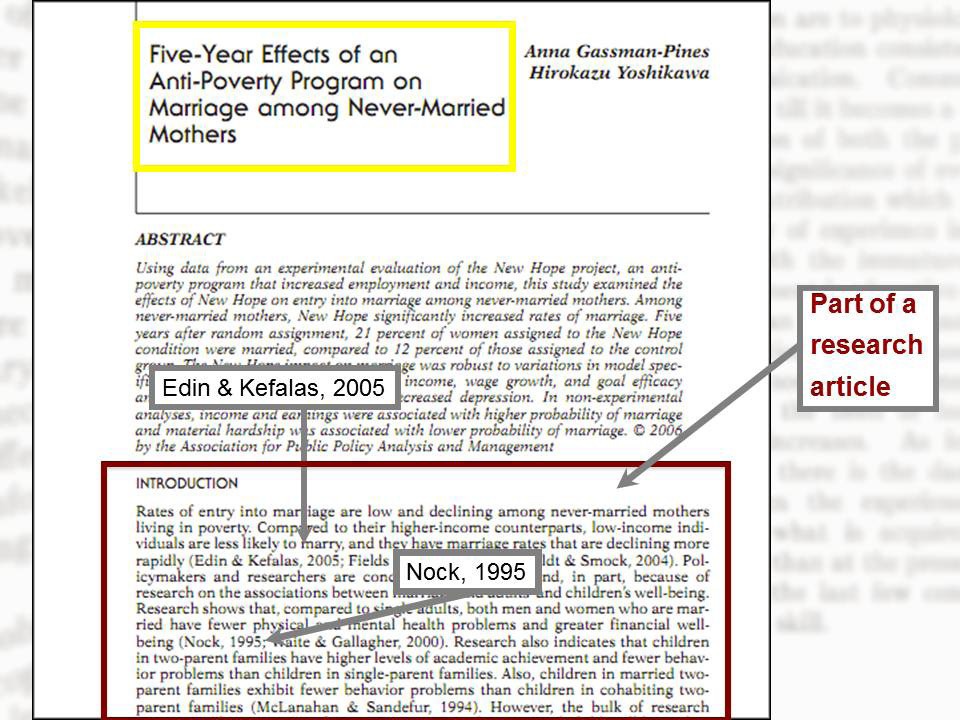 Five-Year Effects of an
Anti-Poverty Program on
Marriage among Never-Married
Mothers
Anna Gassman-Pines
Hirokazu Yoshikawa
ABSTRACT
Using data from an experimental evaluation of the New Hope project, an anti-
poverty program that increased employment and income, this study examined the
effects of New Hope on entry into marriage among never-married mothers. Among
never-married mothers, New Hope significantly increased rates of marriage. Five
years after random assignment, 21 percent of women assigned to the New Hope
condition were married, compared to 12 percent of those assigned to the control
group. The New Hope impact on marriage was robust to variations in model spec-
income, wage growth, and goal efficacy
depression. In non-experimental
analyses, income and earnings were associated with higher probability of marriage
and material hardship was associated with lower probability of marriage. © 2006
by the Association for Public Policy Analysis and Management
Edin & Kefalas, 2005
Part of a
research
article
INTRODUCTION
Rates of entry into marriage are low and declining among never-married mothers
living in poverty. Compared to their higher-income counterparts, low-income indi-
viduals are less likely to marry, and they have marriage rates that are declining more
rapidly (Edin & Kefalas, 2005; Fields & Smock, 2004). Pol-
icymakers and researchers are in part, because of
research on the associations between and children's well-being.
Research shows that, compared to single adults, both men and women who are mar-
ried have fewer physical and mental health problems and greater financial well-
being (Nock, 1995; Waite & Gallagher, 2000). Research also indicates that children
in two-parent families have higher levels of academic achievement and fewer behav-
ior problems than children in single-parent families. Also, children in married two-
parent families exhibit fewer behavior problems than children in cohabiting two-
parent families (McLanahan & Sandefur, 1994). However, the bulk of research
Nock, 1995